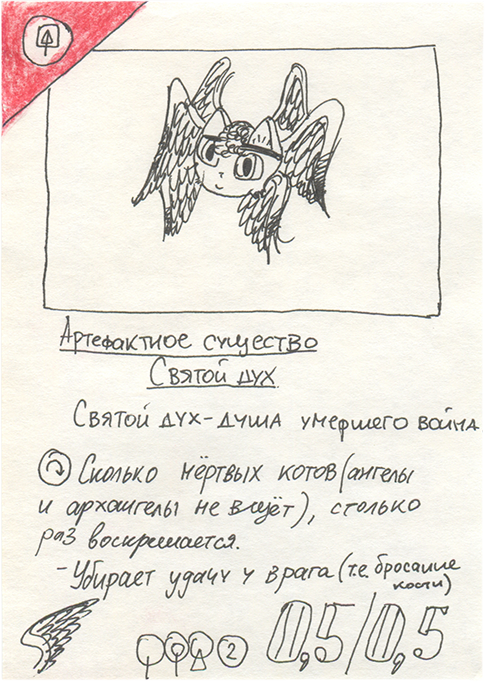 Артефактное существо
Святой дух
Святой дух-душа умершего война
Сколько мёртвых котов (ангелы
и архангелы не в щёт), столько
раз воскрешается.
-Убирает удачу у врага (т.е. бросание
кости)
2 0,5/0,5